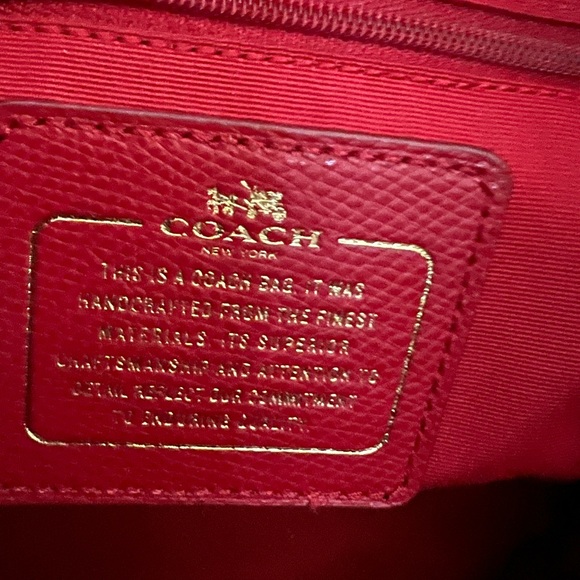 COACH
NEW YORK
THIS IS A COACH BAG. IT WAS
HANDCRAFTED FROM THE FINEST
MATERIALS. ITS SUPERIOR
CRAFTSMANSHIP AND ATTENTION TO
DETAIL REFLECT OUR COMMITMENT
TO ENDURING QUALITY.